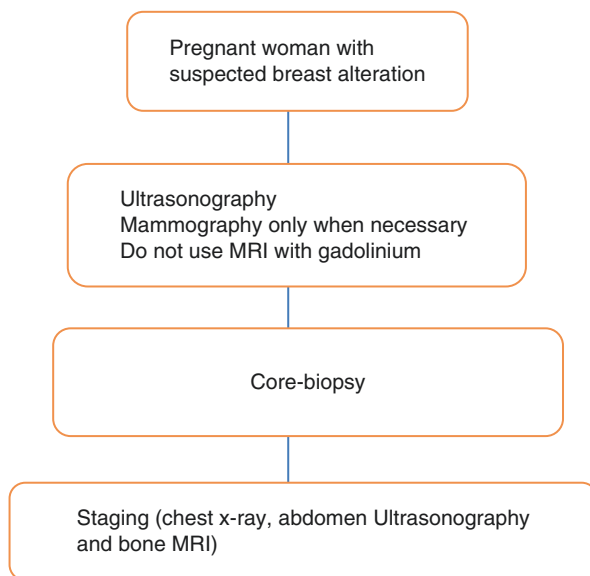 Pregnant woman with
suspected breast alteration
Ultrasonography
Mammography only when necessary
Do not use MRI with gadolinium
Core-biopsy
Staging (chest x-ray, abdomen Ultrasonography
and bone MRI)